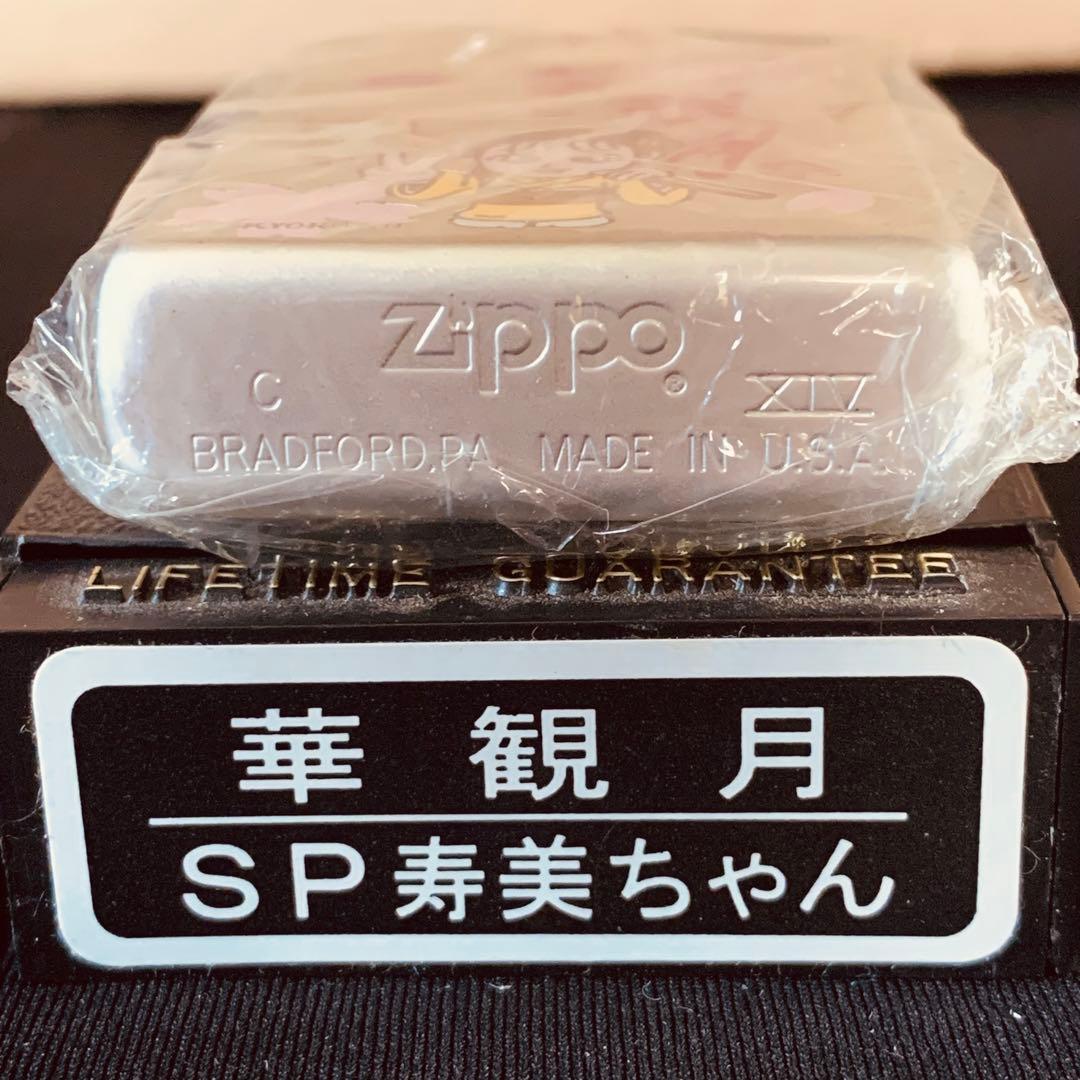 Zippo®
C XIV
BRADFORD,PA MADE IN U.S.A.
LIFETIME GUARANTEE
華観月
SP寿美ちゃん